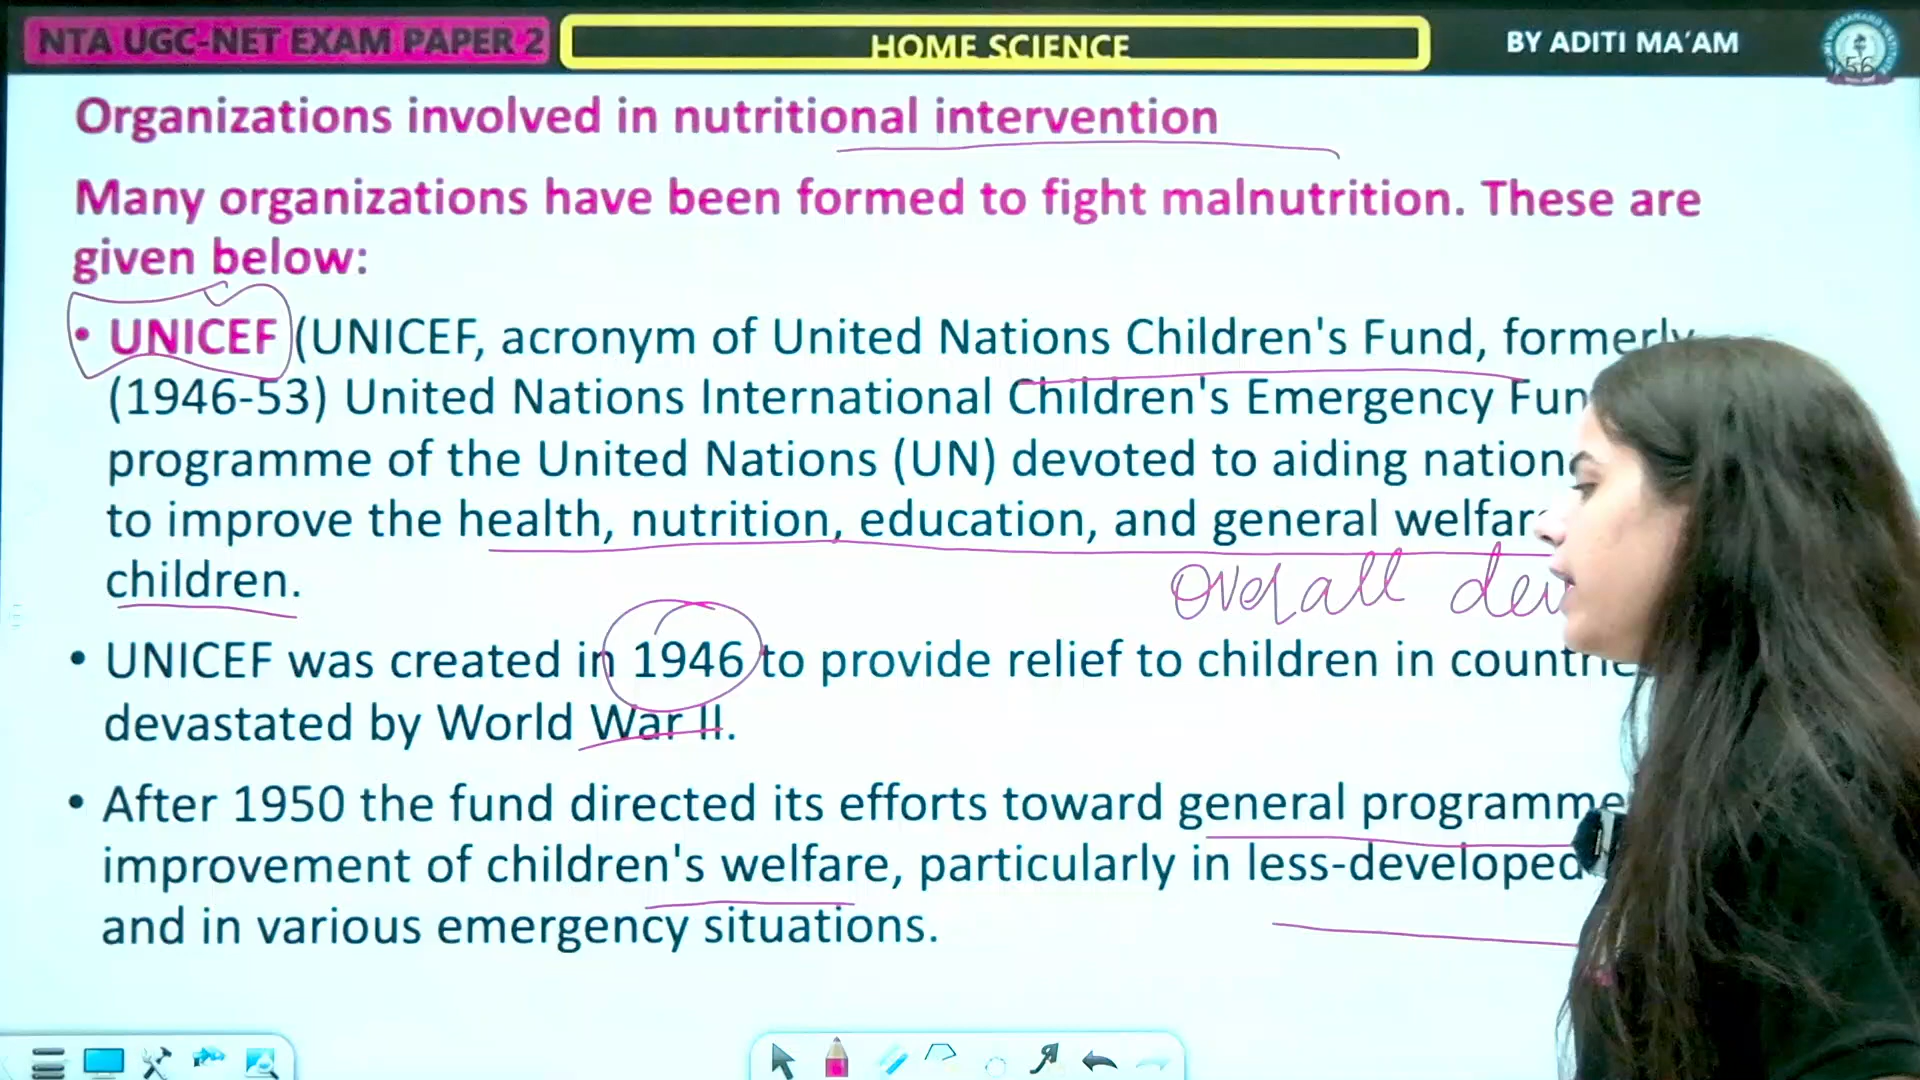 NTA UGC-NET EXAM PAPER 2
HOME SCIENCE
BY ADITI MA'AM
56
Organizations involved in nutritional intervention
Many organizations have been formed to fight malnutrition. These are
given below:
• UNICEF (UNICEF, acronym of United Nations Children's Fund, formerly
(1946-53) United Nations International Children's Emergency
programme of the United Nations (UN) devoted to aiding
to improve the health, nutrition, education, and general
children.
overall
• UNICEF was created in 1946 to provide relief to children in
devastated by World War II.
• After 1950 the fund directed its efforts toward general
improvement of children's welfare, particularly in less-developed
and in various emergency situations.